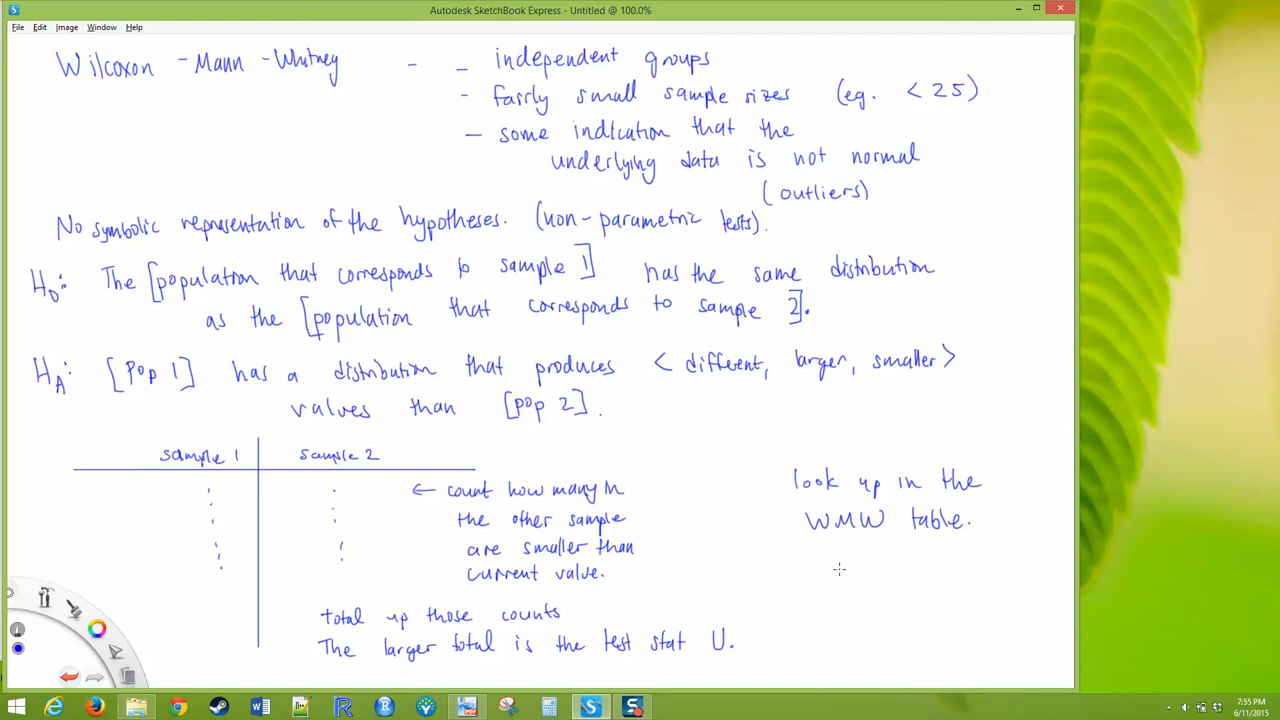 Autodesk SketchBook Express - Untitled @ 100.0%
File Edit Image Window Help
Wilcoxon - Mann - Whitney - - independent groups
- fairly small sample sizes (eg. < 25)
- some indication that the
underlying data is not normal
(outliers)
No symbolic representation of the hypotheses. (non-parametric tests).
H0: The [population that corresponds to sample 1] has the same distribution
as the [population that corresponds to sample 2].
HA: [Pop 1] has a distribution that produces < different, larger, smaller >
values than [pop 2].
sample 1 sample 2
← count how many in
the other sample
are smaller than
current value.
look up in the
WMW table.
Total up those counts
The larger total is the test stat U.
7:55 PM
6/11/2015